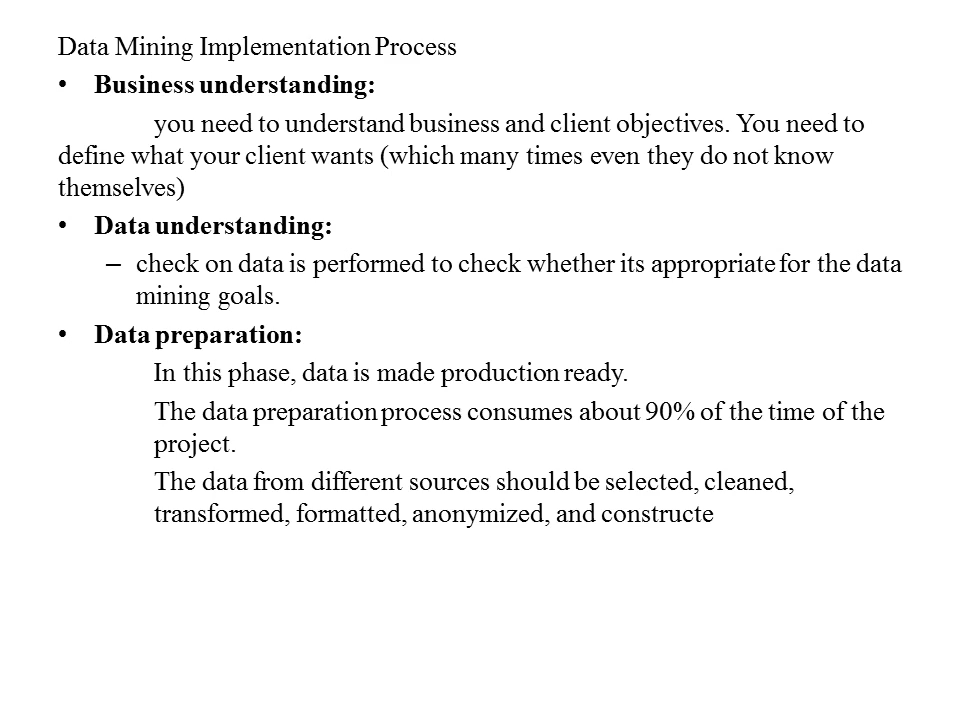 Data Mining Implementation Process
• Business understanding:
you need to understand business and client objectives. You need to
define what your client wants (which many times even they do not know
themselves)
• Data understanding:
– check on data is performed to check whether its appropriate for the data
mining goals.
• Data preparation:
In this phase, data is made production ready.
The data preparation process consumes about 90% of the time of the
project.
The data from different sources should be selected, cleaned,
transformed, formatted, anonymized, and constructe